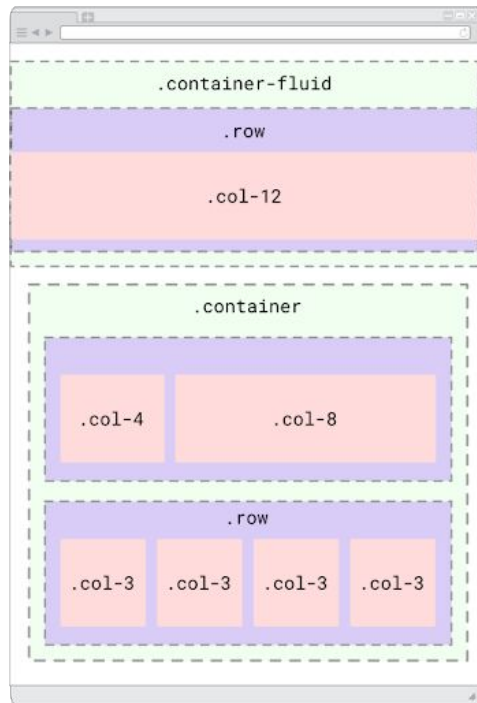 .container-fluid
.row
.col-12
.container
.col-4 .col-8
.row
.col-3 .col-3 .col-3 .col-3